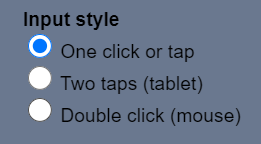 Input style
One click or tap
Two taps (tablet)
Double click (mouse)